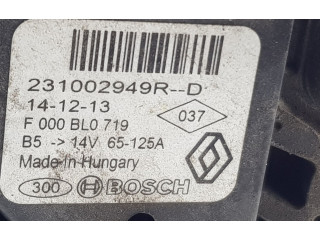 231002949R--D
14-12-13
037
F 000 BL0 719
B5 -> 14V 65-125A
Made in Hungary
300 BOSCH